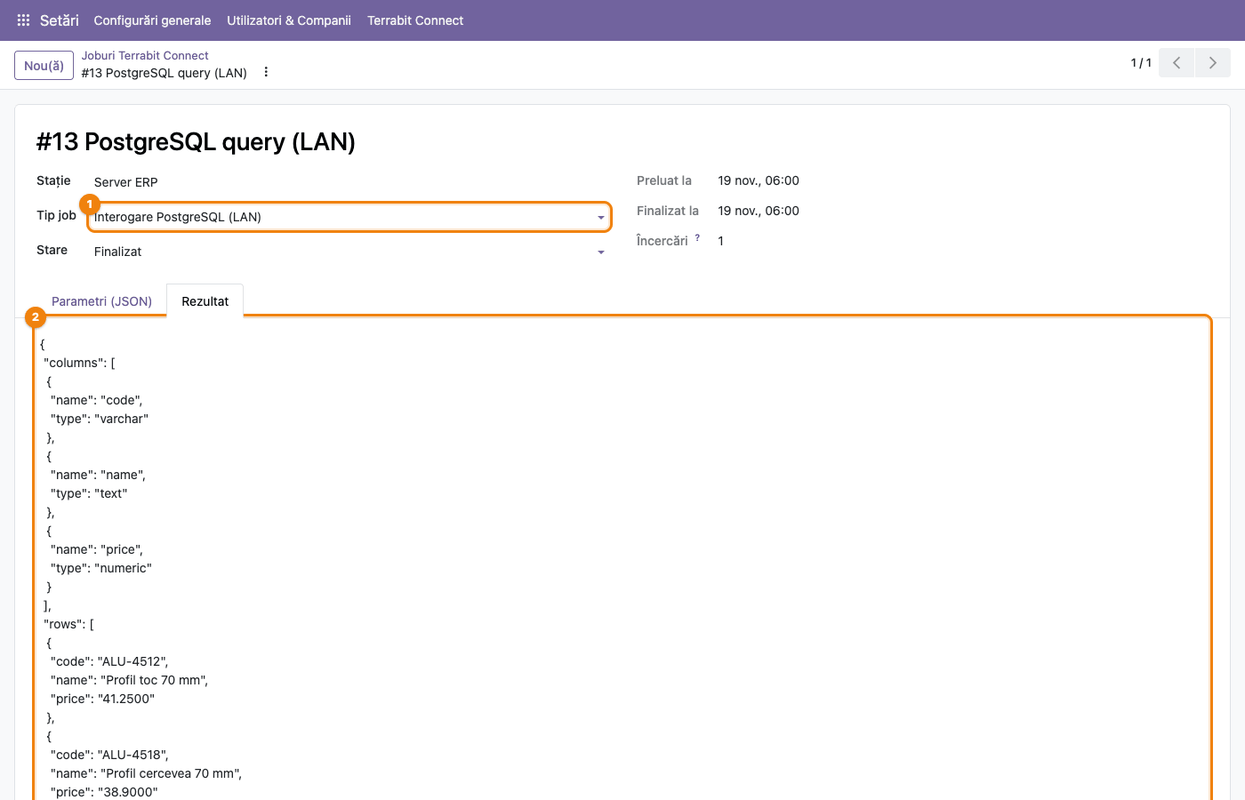 Setări Configurări generale Utilizatori & Companii Terrabit Connect
Nou(ă)
Joburi Terrabit Connect
#13 PostgreSQL query (LAN)
1 / 1
#13 PostgreSQL query (LAN)
Stație Server ERP
Tip job Interogare PostgreSQL (LAN)
1
Stare Finalizat
Preluat la 19 nov., 06:00
Finalizat la 19 nov., 06:00
Încercări ? 1
Parametri (JSON) Rezultat
2
{
"columns": [
{
"name": "code",
"type": "varchar"
},
{
"name": "name",
"type": "text"
},
{
"name": "price",
"type": "numeric"
}
],
"rows": [
{
"code": "ALU-4512",
"name": "Profil toc 70 mm",
"price": "41.2500"
},
{
"code": "ALU-4518",
"name": "Profil cercevea 70 mm",
"price": "38.9000"